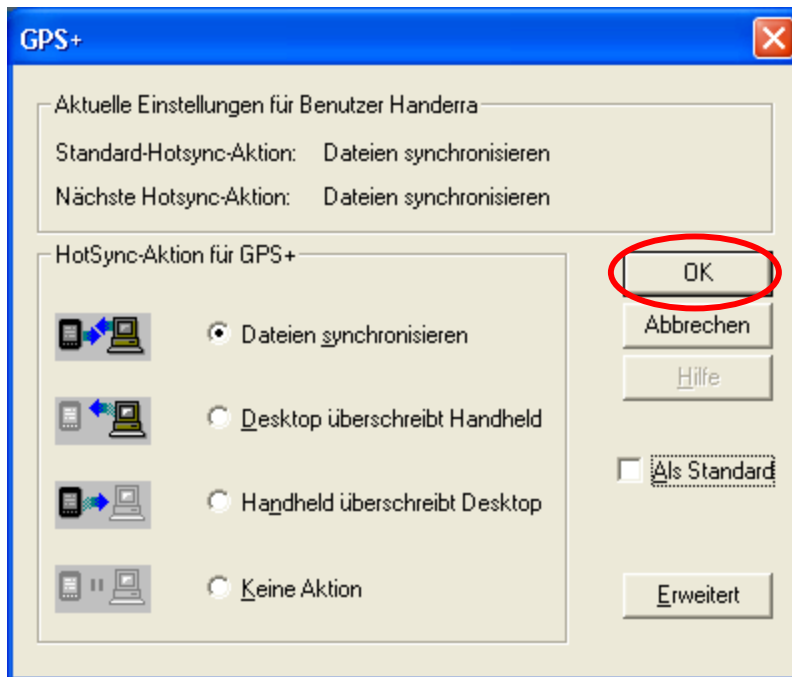 GPS+
Aktuelle Einstellungen für Benutzer Handerra
Standard-Hotsync-Aktion: Dateien synchronisieren
Nächste Hotsync-Aktion: Dateien synchronisieren
HotSync-Aktion für GPS+
Dateien synchronisieren
Desktop überschreibt Handheld
Handheld überschreibt Desktop
Keine Aktion
OK
Abbrechen
Hilfe
Als Standard
Erweitert